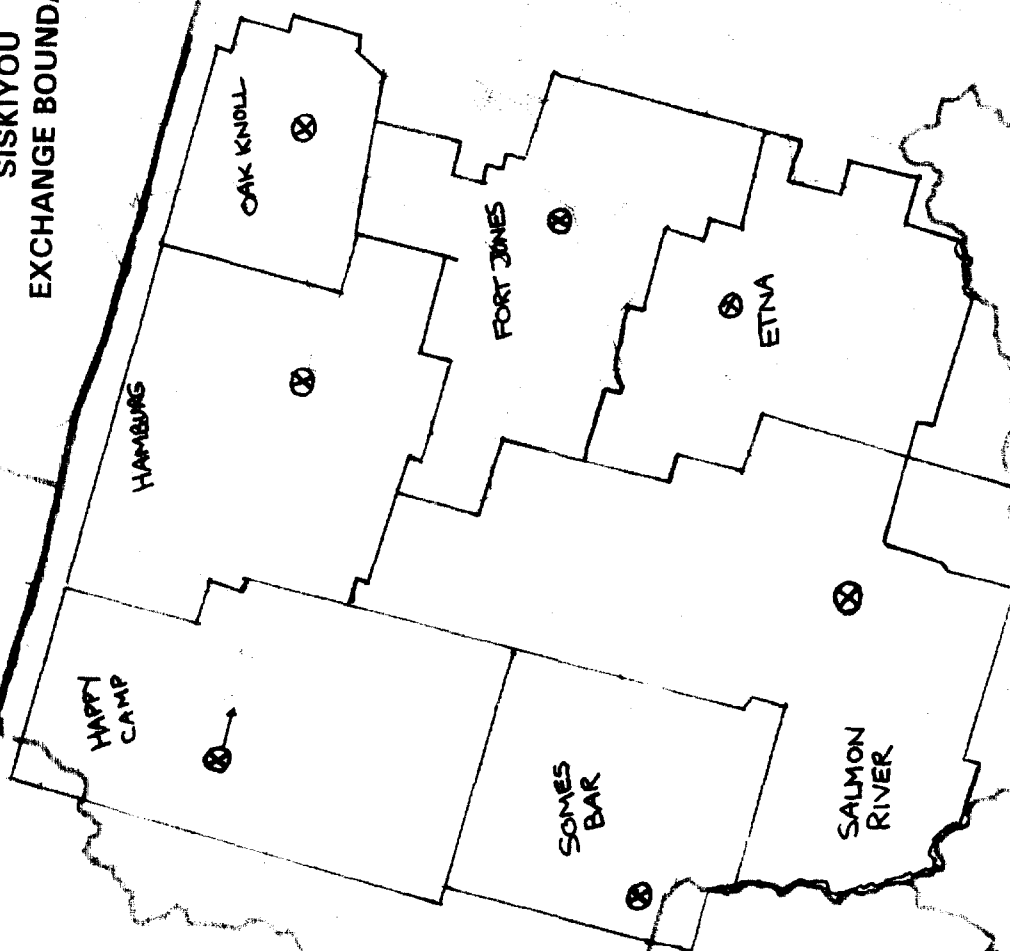 SISKIYOU
EXCHANGE BOUNDA
OAK KNOLL
FORT JONES
ETNA
HAMBURG
HAPPY
CAMP
SOMES
BAR
SALMON
RIVER